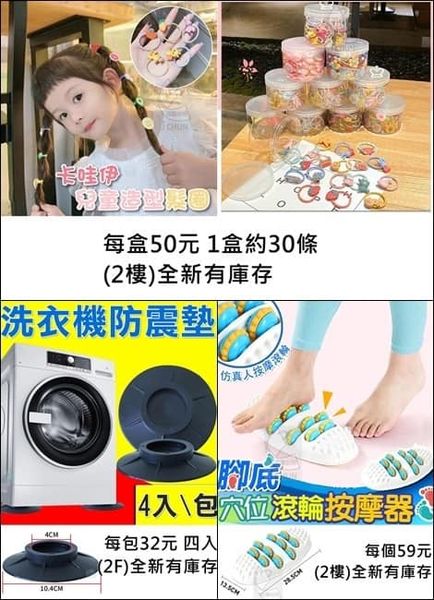 CHUN
卡哇伊
兒童造型髮圈
每盒50元 1盒約30條
(2樓)全新有庫存
洗衣機防震墊
4入\包
4CM
10.4CM
每包32元 四入
(2F)全新有庫存
仿真人按摩滾輪
腳底
穴位滾輪按摩器
12.5CM
28.5CM
每個59元
(2樓)全新有庫存